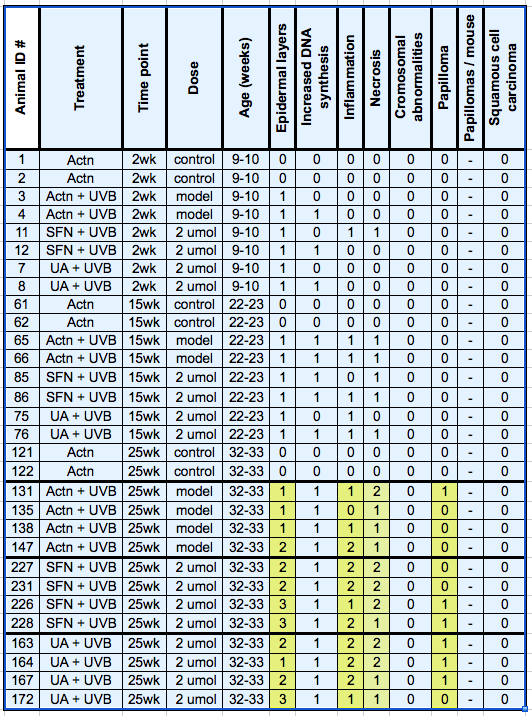 Animal ID # Treatment Time point Dose Age (weeks) Epidermal layers Increased DNA synthesis Inflammation Necrosis Cromosomal abnormalities Papilloma Papillomas / mouse Squamous cell carcinoma
1 Actn 2wk control 9-10 0 0 0 0 0 0 - 0
2 Actn 2wk control 9-10 0 0 0 0 0 0 - 0
3 Actn + UVB 2wk model 9-10 1 0 0 0 0 0 - 0
4 Actn + UVB 2wk model 9-10 1 1 0 0 0 0 - 0
11 SFN + UVB 2wk 2 umol 9-10 1 0 1 1 0 0 - 0
12 SFN + UVB 2wk 2 umol 9-10 1 1 0 0 0 0 - 0
7 UA + UVB 2wk 2 umol 9-10 1 0 0 0 0 0 - 0
8 UA + UVB 2wk 2 umol 9-10 1 1 0 0 0 0 - 0
61 Actn 15wk control 22-23 0 0 0 0 0 0 - 0
62 Actn 15wk control 22-23 0 0 0 0 0 0 - 0
65 Actn + UVB 15wk model 22-23 1 1 1 1 0 0 - 0
66 Actn + UVB 15wk model 22-23 1 1 1 1 0 0 - 0
85 SFN + UVB 15wk 2 umol 22-23 1 1 0 1 0 0 - 0
86 SFN + UVB 15wk 2 umol 22-23 1 1 1 1 0 0 - 0
75 UA + UVB 15wk 2 umol 22-23 1 0 1 0 0 0 - 0
76 UA + UVB 15wk 2 umol 22-23 1 1 1 1 0 0 - 0
121 Actn 25wk control 32-33 0 0 0 0 0 0 - 0
122 Actn 25wk control 32-33 0 0 0 0 0 0 - 0
131 Actn + UVB 25wk model 32-33 1 1 1 2 0 1 - 0
135 Actn + UVB 25wk model 32-33 1 1 0 1 0 0 - 0
138 Actn + UVB 25wk model 32-33 1 1 1 1 0 0 - 0
147 Actn + UVB 25wk model 32-33 2 1 2 1 0 0 - 0
227 SFN + UVB 25wk 2 umol 32-33 2 1 2 2 0 1 - 0
231 SFN + UVB 25wk 2 umol 32-33 2 1 2 2 0 1 - 0
226 SFN + UVB 25wk 2 umol 32-33 3 1 1 2 0 1 - 0
228 SFN + UVB 25wk 2 umol 32-33 3 1 2 1 0 1 - 0
163 UA + UVB 25wk 2 umol 32-33 2 1 2 2 0 1 - 0
164 UA + UVB 25wk 2 umol 32-33 1 1 2 2 0 1 - 0
167 UA + UVB 25wk 2 umol 32-33 2 1 2 1 0 1 - 0
172 UA + UVB 25wk 2 umol 32-33 3 1 1 1 0 0 - 0